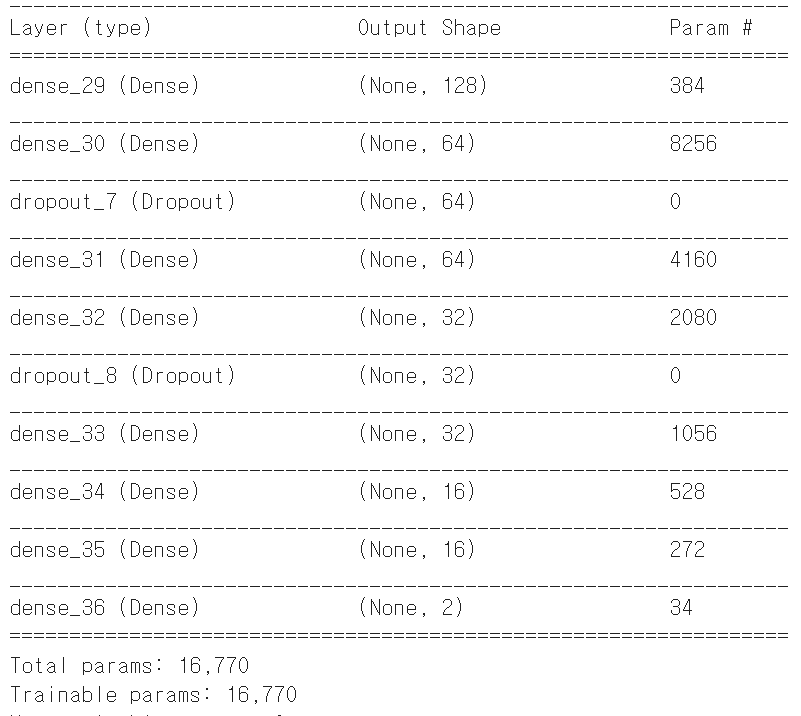 Layer (type) Output Shape Param #
dense_29 (Dense) (None, 128) 384
dense_30 (Dense) (None, 64) 8256
dropout_7 (Dropout) (None, 64) 0
dense_31 (Dense) (None, 64) 4160
dense_32 (Dense) (None, 32) 2080
dropout_8 (Dropout) (None, 32) 0
dense_33 (Dense) (None, 32) 1056
dense_34 (Dense) (None, 16) 528
dense_35 (Dense) (None, 16) 272
dense_36 (Dense) (None, 2) 34
Total params: 16,770
Trainable params: 16,770